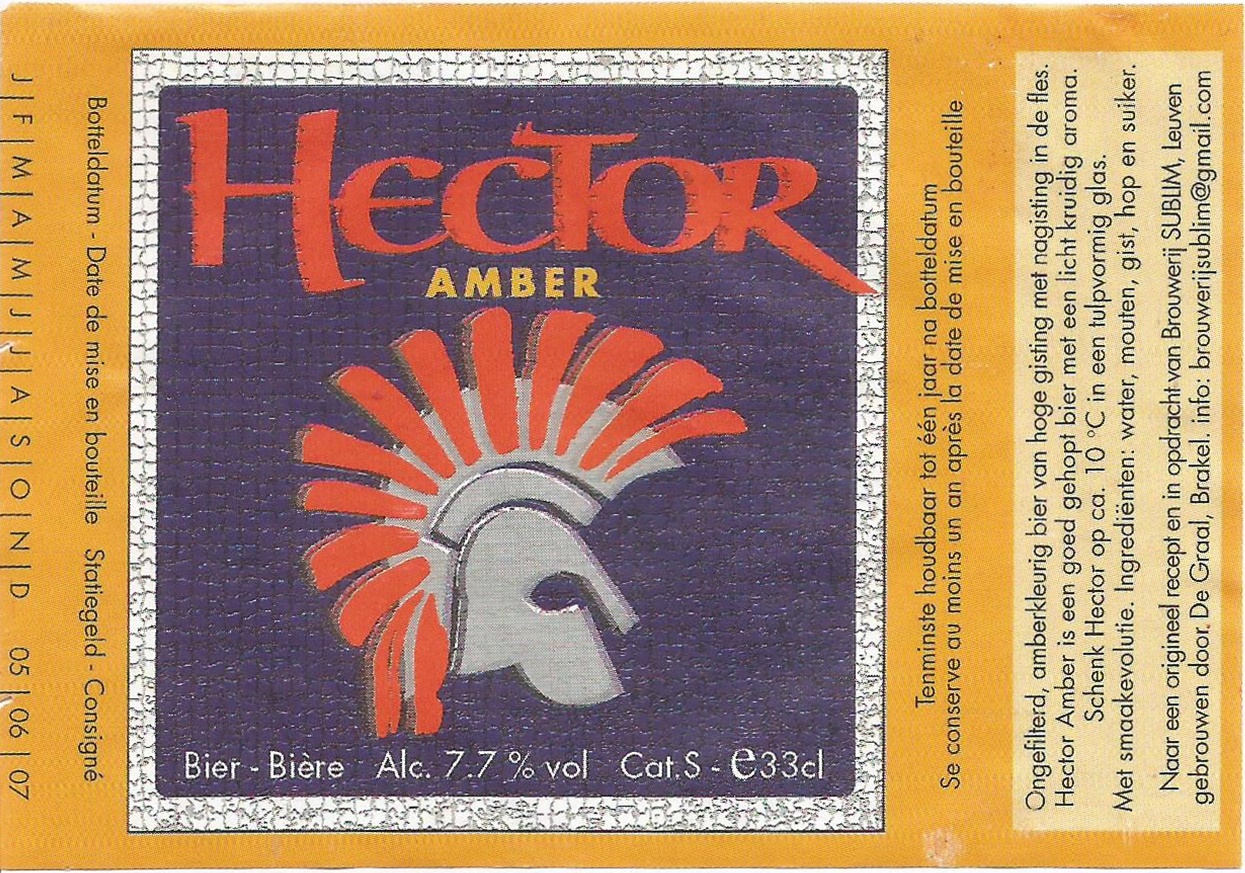 J | F | M | A | M | J | J | A | S | O | N | D 05 | 06 | 07
Botteldatum - Date de mise en bouteille Statiegeld - Consigné
HECTOR
AMBER
Bier - Bière Alc. 7.7 % vol Cat.S - ℮33cl
Tenminste houdbaar tot één jaar na botteldatum
Se conserve au moins un an après la date de mise en bouteille
Ongefilterd, amberkleurig bier van hoge gisting met nagisting in de fles.
Hector Amber is een goed gehopt bier met een licht kruidig aroma.
Schenk Hector op ca. 10 °C in een tulpvormig glas.
Met smaakevolutie. Ingrediënten: water, mouten, gist, hop en suiker.
Naar een origineel recept en in opdracht van Brouwerij SUBLIM, Leuven
gebrouwen door. De Graal, Brakel. info: brouwerijsublim@gmail.com